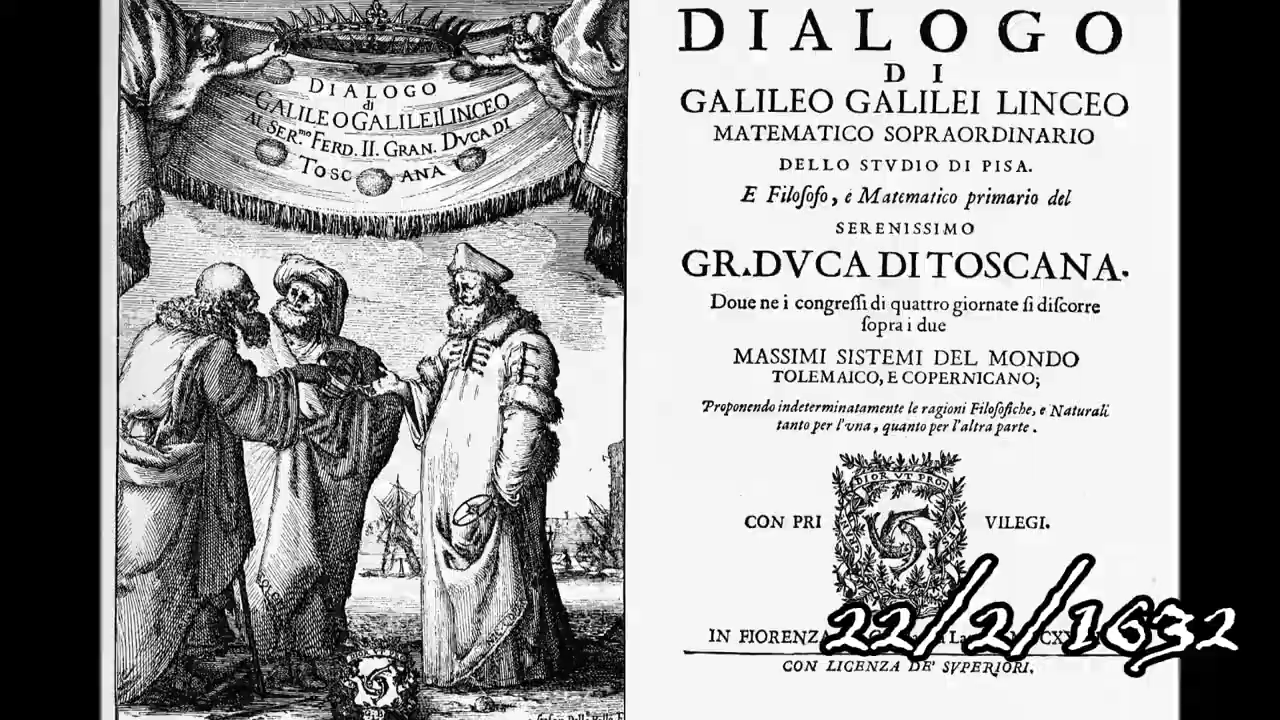 DIALOGO
di
GALILEO GALILEI LINCEO
AL SER.mo FERD. II. GRAN. DVCA DI
TOSCANA
DIALOGO
DI
GALILEO GALILEI LINCEO
MATEMATICO SOPRAORDINARIO
DELLO STVDIO DI PISA.
E Filoſofo, e Matematico primario del
SERENISSIMO
GR.DVCA DI TOSCANA.
Doue ne i congreſſi di quattro giornate ſi diſcorre
ſopra i due
MASSIMI SISTEMI DEL MONDO
TOLEMAICO, E COPERNICANO;
Proponendo indeterminatamente le ragioni Filoſofiche, e Naturali
tanto per l'vna, quanto per l'altra parte.
CON PRI VILEGI.
IN FIORENZA
22/2/1632
CON LICENZA DE' SVPERIORI.